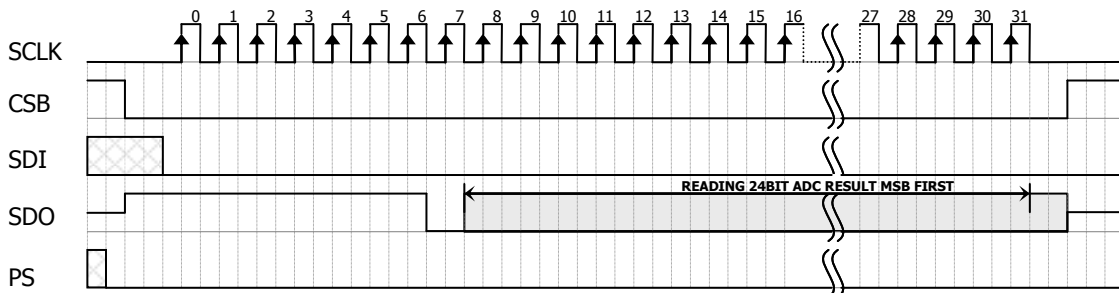 0 1 2 3 4 5 6 7 8 9 10 11 12 13 14 15 16 27 28 29 30 31
SCLK
CSB
SDI
READING 24BIT ADC RESULT MSB FIRST
SDO
PS